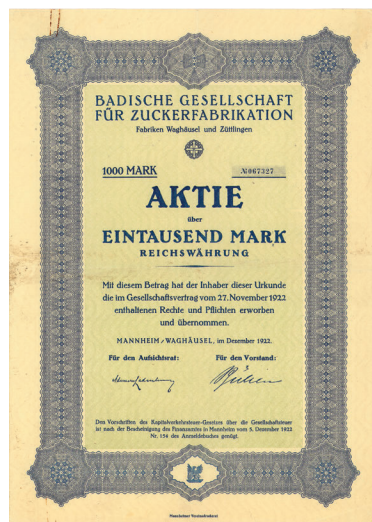 BADISCHE GESELLSCHAFT
FÜR ZUCKERFABRIKATION
Fabriken Waghäusel und Züttlingen
1000 MARK
№067327
AKTIE
über
EINTAUSEND MARK
REICHSWÄHRUNG
Mit diesem Betrag hat der Inhaber dieser Urkunde
die im Gesellschaftsvertrag vom 27. November 1922
enthaltenen Rechte und Pflichten erworben
und übernommen.
MANNHEIM/WAGHÄUSEL, im Dezember 1922.
Für den Aufsichtsrat:
Für den Vorstand:
Den Vorschriften des Kapitalverkehrsteuer-Gesetzes über die Gesellschaftsteuer
ist nach der Bescheinigung des Finanzamtes in Mannheim vom 5. Dezember 1922
Nr. 154 des Anmeldebuches genügt.